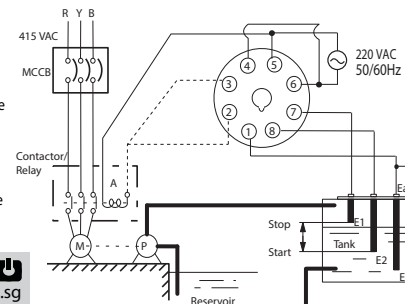 R Y B
415 VAC
MCCB
220 VAC
50/60Hz
4
5
3
6
2
7
1
8
Contactor/
Relay
A
M
P
Stop
Start
E1
Tank
E2
Reservoir
.sg